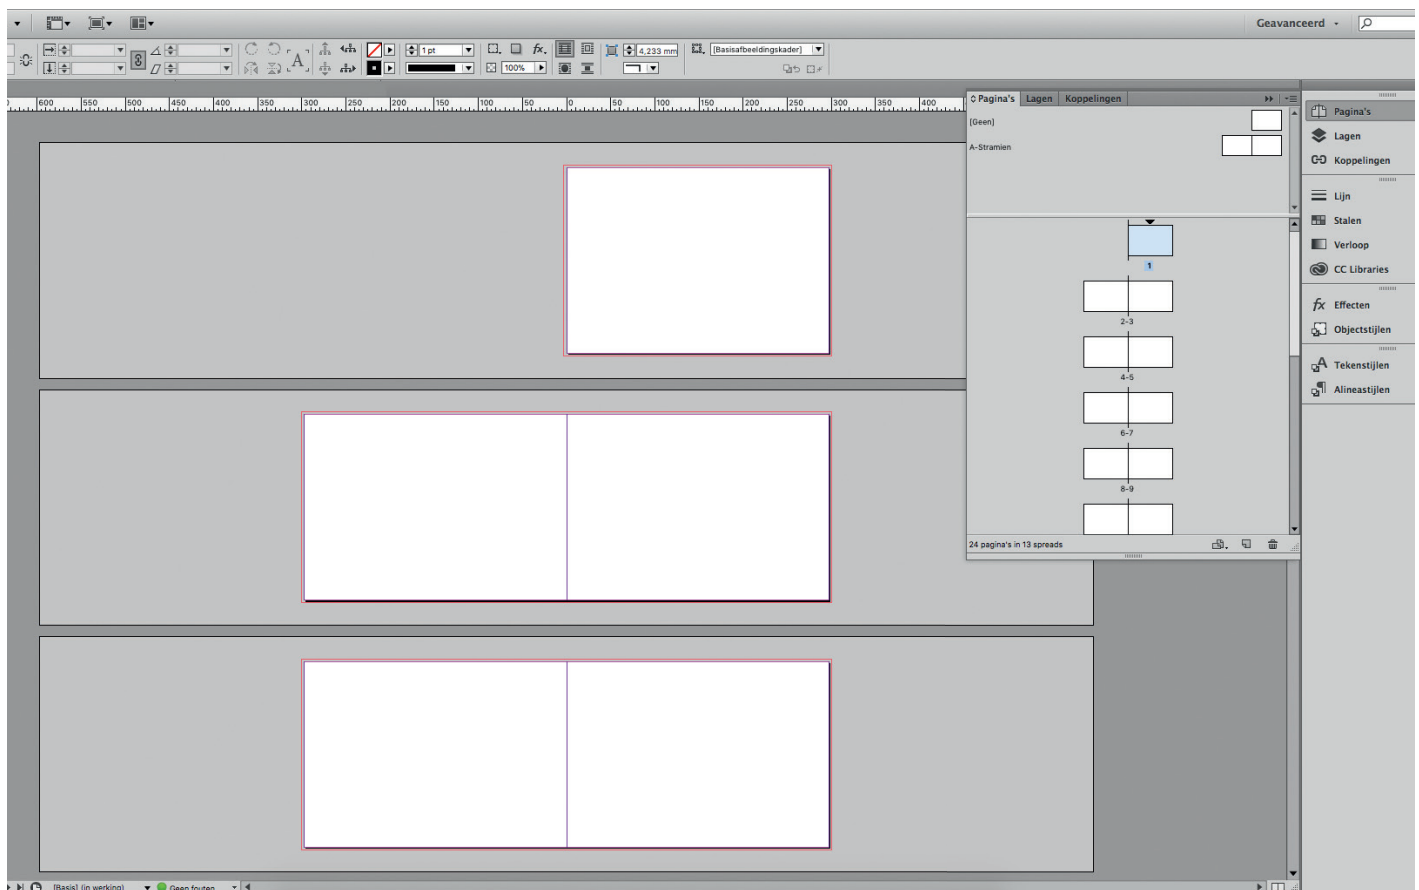 Geavanceerd
1 pt
4,233 mm
[Basisafbeeldingskader]
100%
fx.
600 550 500 450 400 350 300 250 200 150 100 50 0 50 100 150 200 250 300 350 400
Pagina's Lagen Koppelingen
[Geen]
A-Stramien
1
2-3
4-5
6-7
8-9
24 pagina's in 13 spreads
Pagina's
Lagen
Koppelingen
Lijn
Stalen
Verloop
CC Libraries
fx Effecten
Objectstijlen
Tekenstijlen
Alineastijlen
[Basis] (in werking) Geen fouten